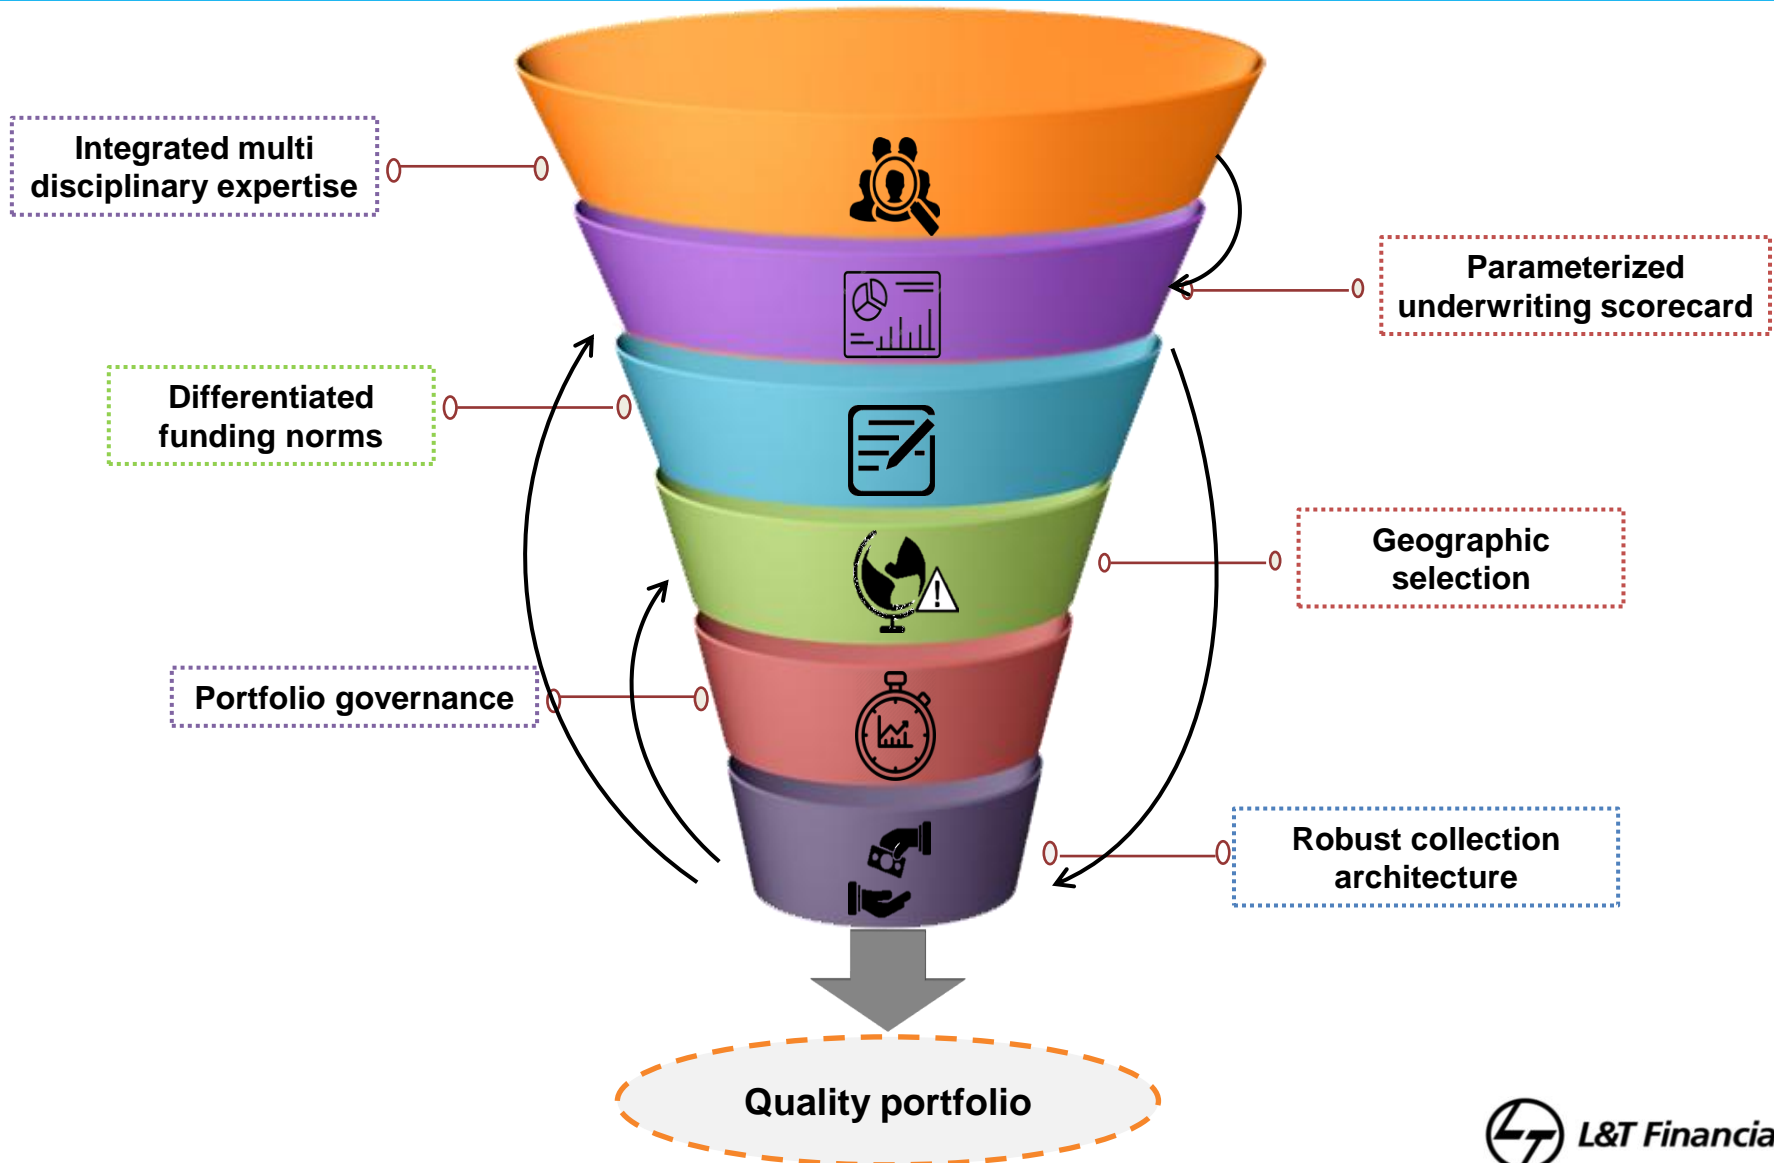 Integrated multi
disciplinary expertise
Parameterized
underwriting scorecard
Differentiated
funding norms
Geographic
selection
Portfolio governance
Robust collection
architecture
Quality portfolio
L&T Financia